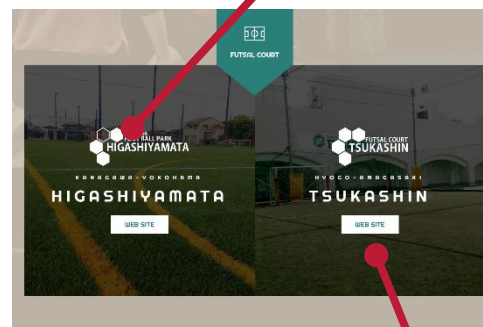 FUTSAL COURT
FOOTBALL PARK
HIGASHIYAMATA
KANAGAWA-YOKOHAMA
HIGASHIYAMATA
WEB SITE
FUTSAL COURT
TSUKASHIN
HYOGO-AMAGASAKI
TSUKASHIN
WEB SITE